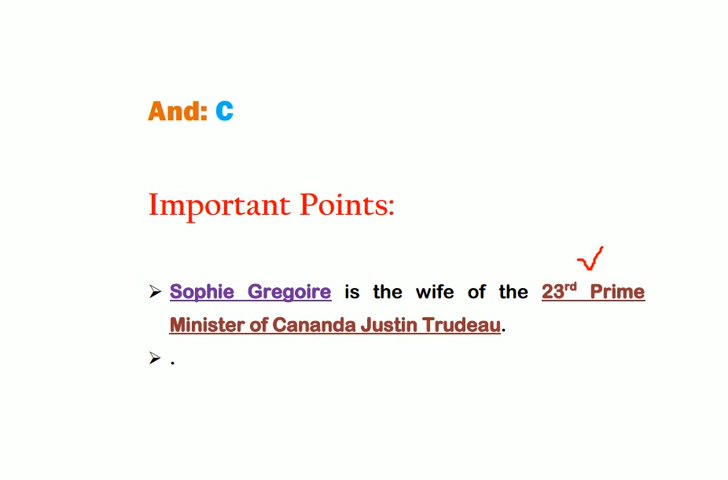 And: C
Important Points:
➢ Sophie Gregoire is the wife of the 23rd Prime
Minister of Cananda Justin Trudeau.
➢ .